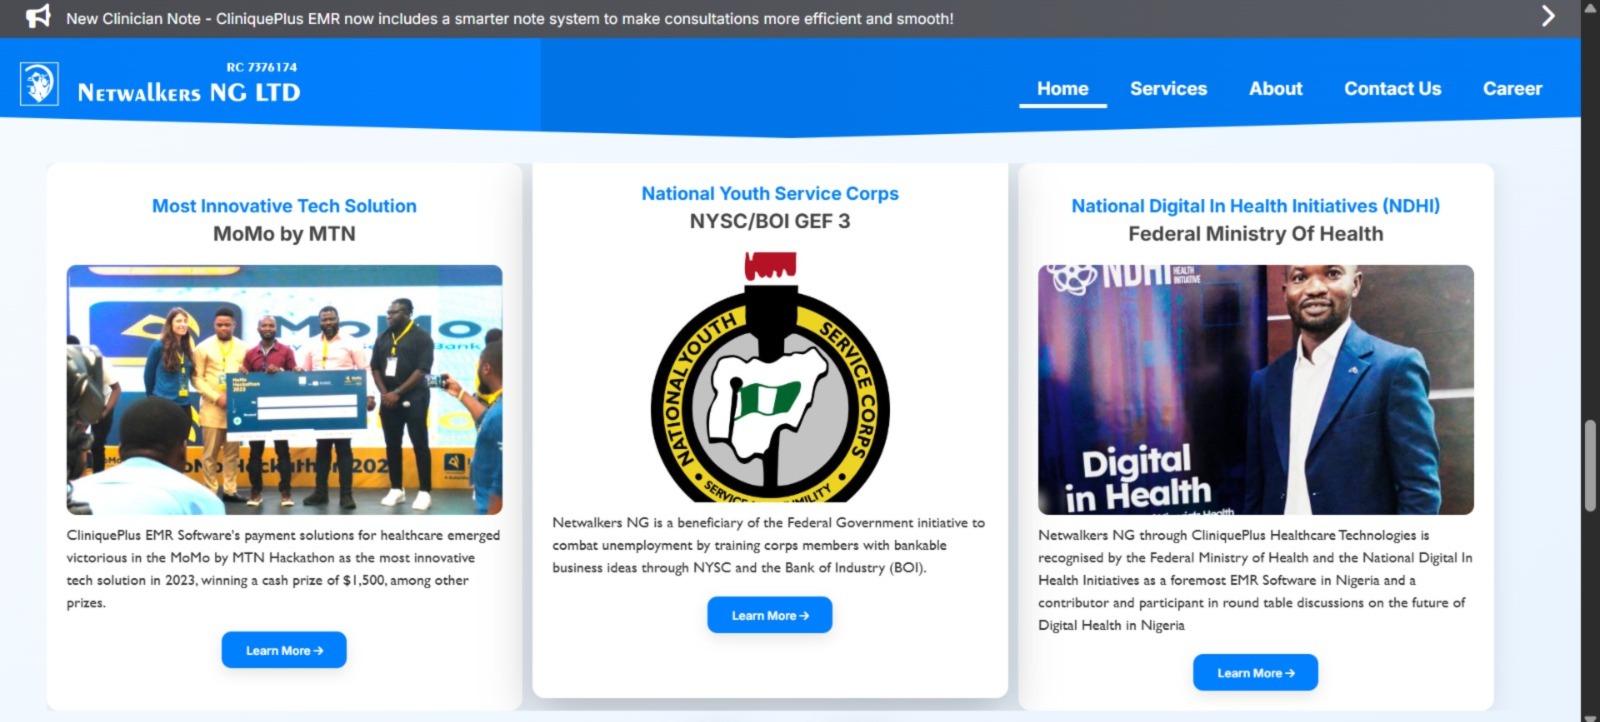 New Clinician Note - CliniquePlus EMR now includes a smarter note system to make consultations more efficient and smooth!
RC 7376174
Netwalkers NG LTD
Home
Services
About
Contact Us
Career
Most Innovative Tech Solution
MoMo by MTN
MoMo
Hackathon
2023
CliniquePlus EMR Software's payment solutions for healthcare emerged
victorious in the MoMo by MTN Hackathon as the most innovative
tech solution in 2023, winning a cash prize of $1,500, among other
prizes.
Learn More →
National Youth Service Corps
NYSC/BOI GEF 3
NATIONAL YOUTH
SERVICE CORPS
Netwalkers NG is a beneficiary of the Federal Government initiative to
combat unemployment by training corps members with bankable
business ideas through NYSC and the Bank of Industry (BOI).
Learn More →
National Digital In Health Initiatives (NDHI)
Federal Ministry Of Health
NDHI
HEALTH
INITIATIVE
Digital
in Health
Netwalkers NG through CliniquePlus Healthcare Technologies is
recognised by the Federal Ministry of Health and the National Digital In
Health Initiatives as a foremost EMR Software in Nigeria and a
contributor and participant in round table discussions on the future of
Digital Health in Nigeria
Learn More →